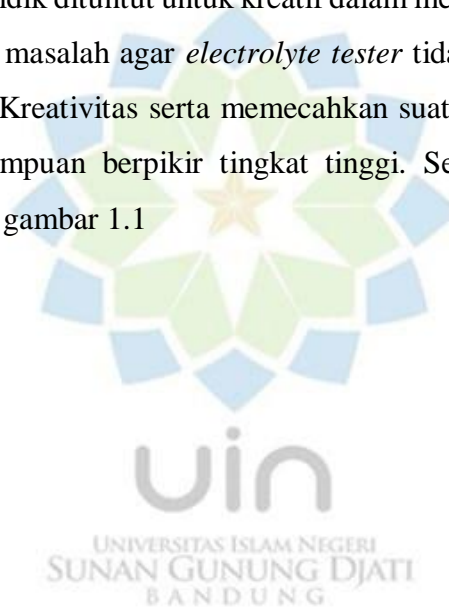 dik dituntut untuk kreatif dalam me
masalah agar electrolyte tester tida
Kreativitas serta memecahkan suat
mpuan berpikir tingkat tinggi. Se
gambar 1.1
uin
UNIVERSITAS ISLAM NEGERI
SUNAN GUNUNG DJATI
BANDUNG